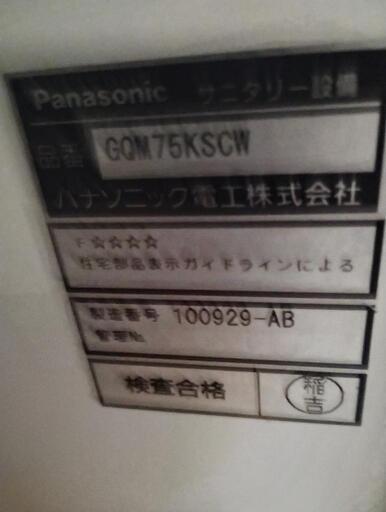 Panasonic サニタリー設備
品番 GQM75KSCW
パナソニック電工株式会社
F☆☆☆☆
住宅部品表示ガイドラインによる
製造番号 100929-AB
管理No.
検査合格 稲吉